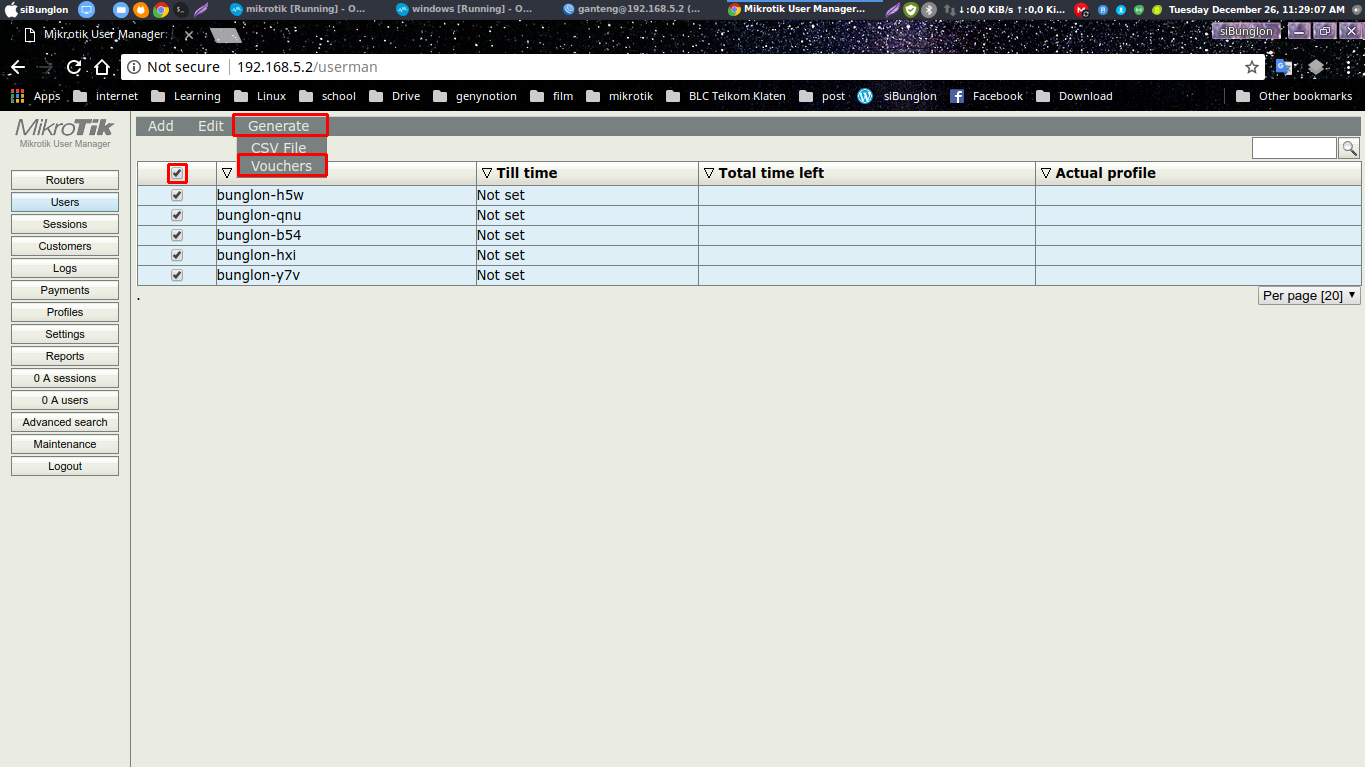 siBunglon
mikrotik [Running] - O...
windows [Running] - O...
ganteng@192.168.5.2 (...
Mikrotik User Manager...
↓:0,0 KiB/s ↑:0,0 Ki...
Tuesday December 26, 11:29:07 AM
Mikrotik User Manager:
siBunglon
Not secure
192.168.5.2/userman
Apps
internet
Learning
Linux
school
Drive
genynotion
film
mikrotik
BLC Telkom Klaten
post
siBunglon
Facebook
Download
Other bookmarks
MikroTik
Mikrotik User Manager
Routers
Users
Sessions
Customers
Logs
Payments
Profiles
Settings
Reports
0 A sessions
0 A users
Advanced search
Maintenance
Logout
Add
Edit
Generate
CSV File
Vouchers
▽ Till time
▽ Total time left
▽ Actual profile
bunglon-h5w Not set
bunglon-qnu Not set
bunglon-b54 Not set
bunglon-hxi Not set
bunglon-y7v Not set
.
Per page [20]